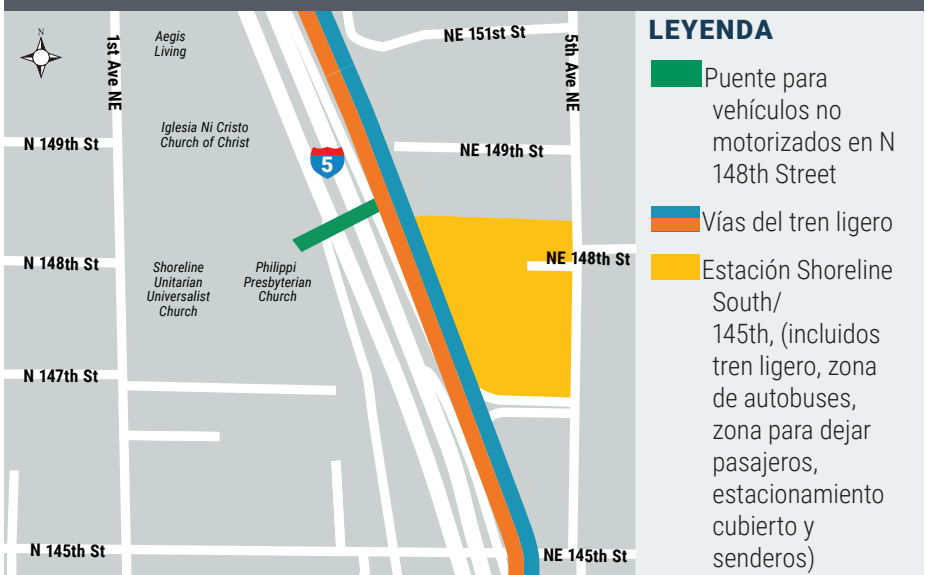 N
1st Ave NE
Aegis
Living
NE 151st St
5th Ave NE
Iglesia Ni Cristo
Church of Christ
N 149th St
5
NE 149th St
N 148th St
NE 148th St
Shoreline
Unitarian
Universalist
Church
Philippi
Presbyterian
Church
N 147th St
N 145th St
NE 145th St
LEYENDA
Puente para
vehículos no
motorizados en N
148th Street
Vías del tren ligero
Estación Shoreline
South/
145th, (incluidos
tren ligero, zona
de autobuses,
zona para dejar
pasajeros,
estacionamiento
cubierto y
senderos)